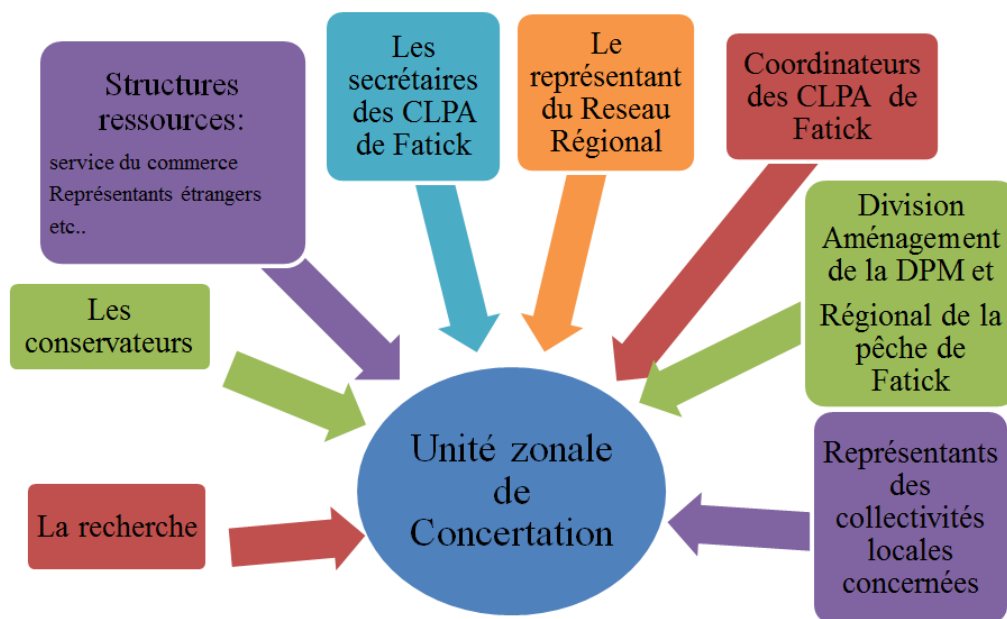 Structures
ressources:
service du commerce
Représentants étrangers
etc..
Les
secrétaires
des CLPA
de Fatick
Le
représentant
du Reseau
Régional
Coordinateurs
des CLPA de
Fatick
Division
Aménagement
de la DPM et
Régional de la
pêche de
Fatick
Les
conservateurs
La recherche
Unité zonale
de
Concertation
Représentants
des
collectivités
locales
concernées